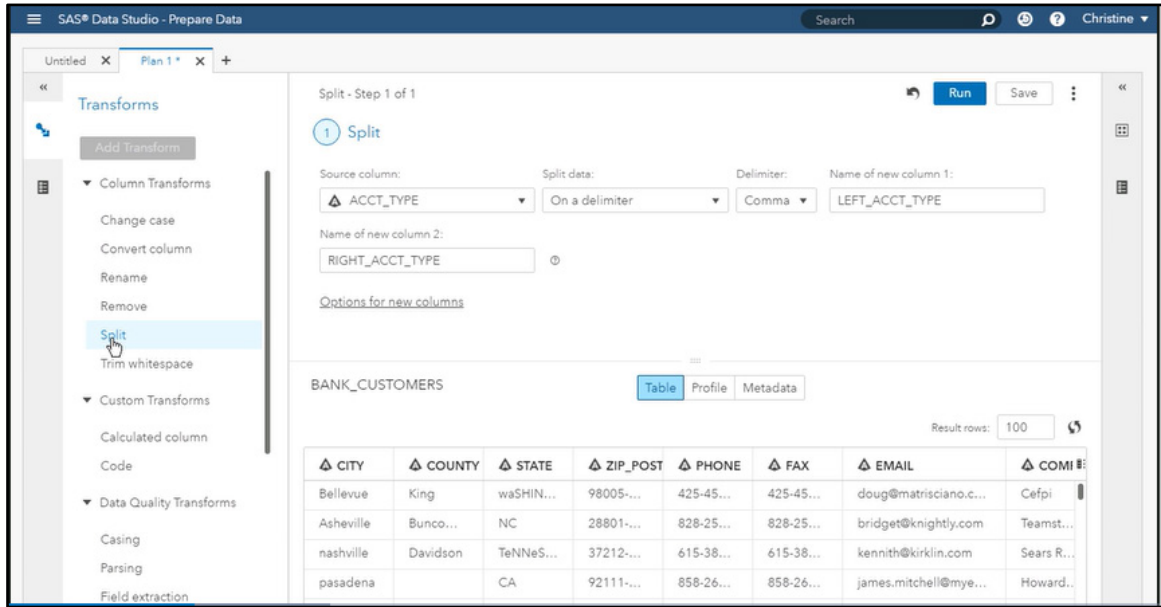 SAS® Data Studio - Prepare Data
Search
Christine
Untitled X Plan 1 * X +
Transforms
Add Transform
Column Transforms
Change case
Convert column
Rename
Remove
Split
Trim whitespace
Custom Transforms
Calculated column
Code
Data Quality Transforms
Casing
Parsing
Field extraction
Split - Step 1 of 1
Run Save
1 Split
Source column: Split data: Delimiter: Name of new column 1:
ACCT_TYPE On a delimiter Comma LEFT_ACCT_TYPE
Name of new column 2:
RIGHT_ACCT_TYPE
Options for new columns
BANK_CUSTOMERS Table Profile Metadata
Result rows: 100
CITY COUNTY STATE ZIP_POST PHONE FAX EMAIL
Bellevue King waSHIN... 98005-... 425-45... 425-45... doug@matrisciano.c... Cefpi
Asheville Bunco... NC 28801-... 828-25... 828-25... bridget@knightly.com Teamst...
nashville Davidson TeNNeS... 37212-... 615-38... 615-38... kennith@kirklin.com Sears R...
pasadena CA 92111-... 858-26... 858-26... james.mitchell@mye... Howard...